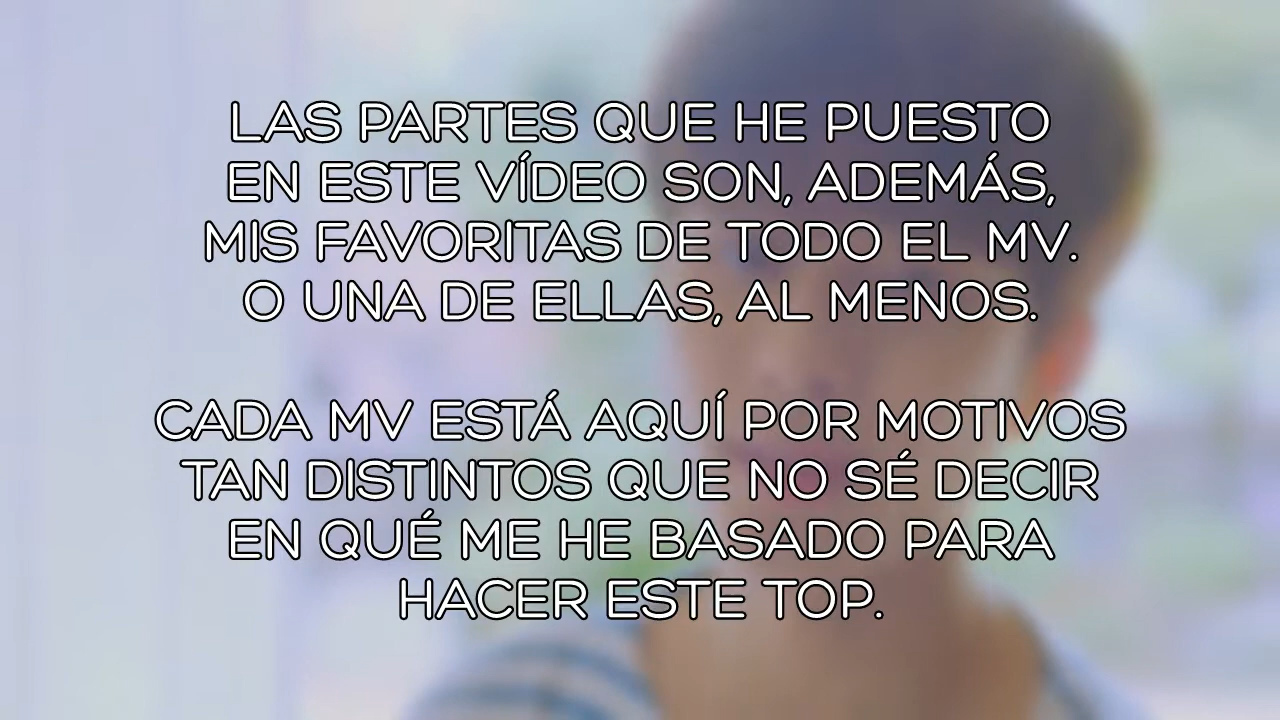 LAS PARTES QUE HE PUESTO
EN ESTE VÍDEO SON, ADEMÁS,
MIS FAVORITAS DE TODO EL MV.
O UNA DE ELLAS, AL MENOS.
CADA MV ESTÁ AQUÍ POR MOTIVOS
TAN DISTINTOS QUE NO SÉ DECIR
EN QUÉ ME HE BASADO PARA
HACER ESTE TOP.